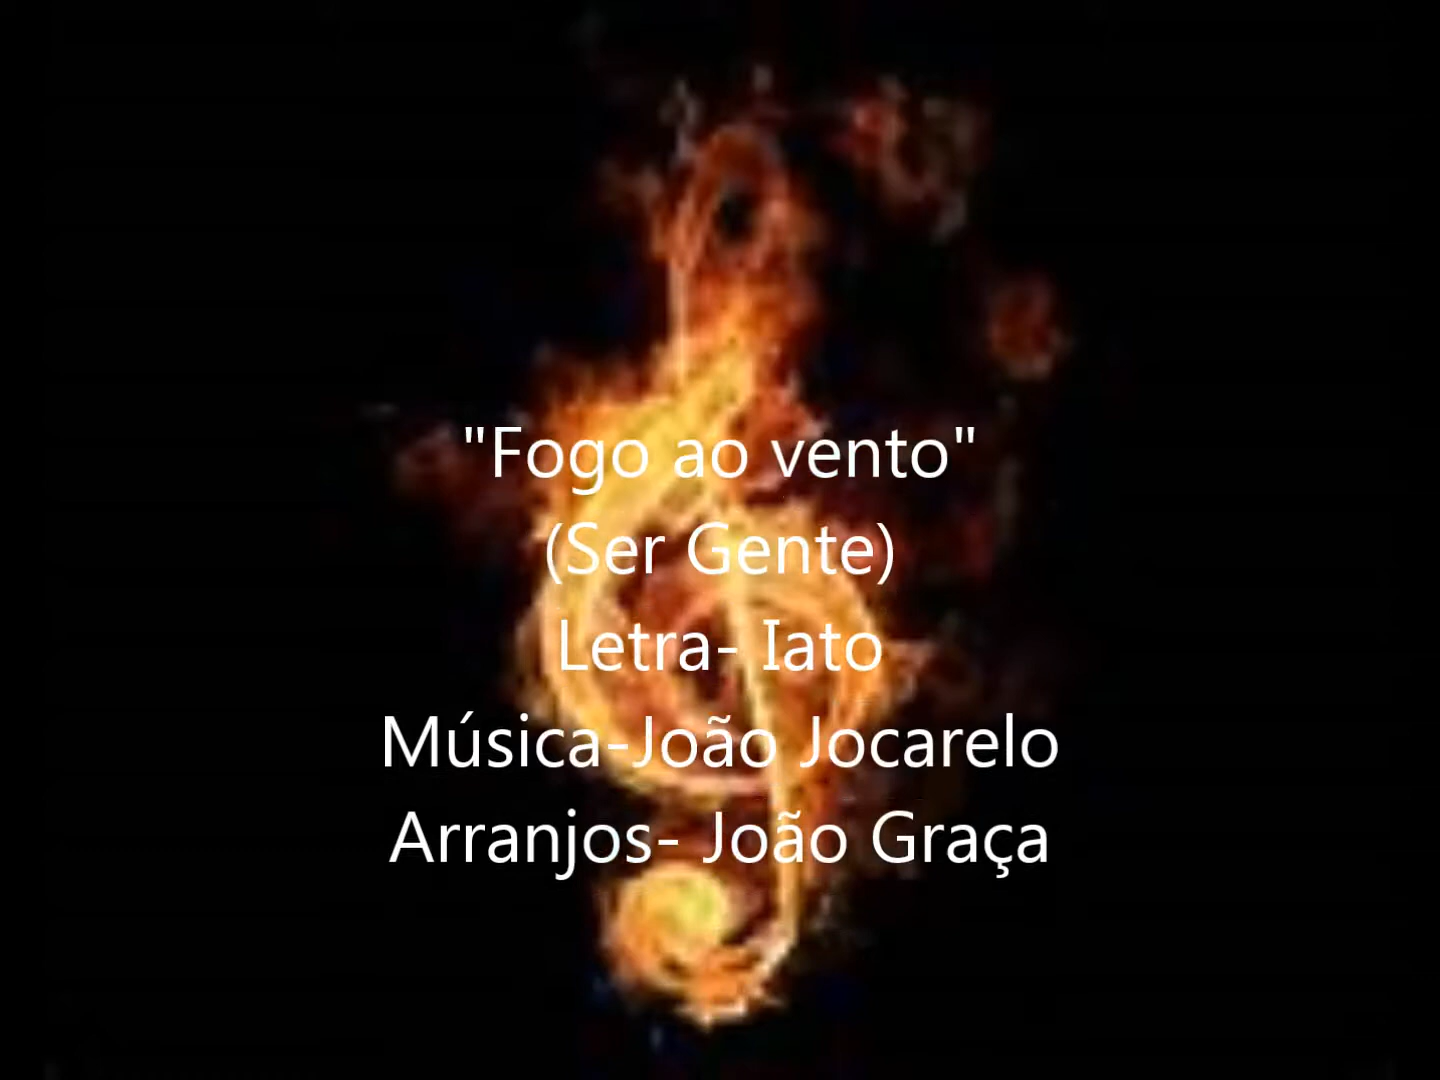 "Fogo ao vento"
(Ser Gente)
Letra- Iato
Música-João Jocarelo
Arranjos- João Graça